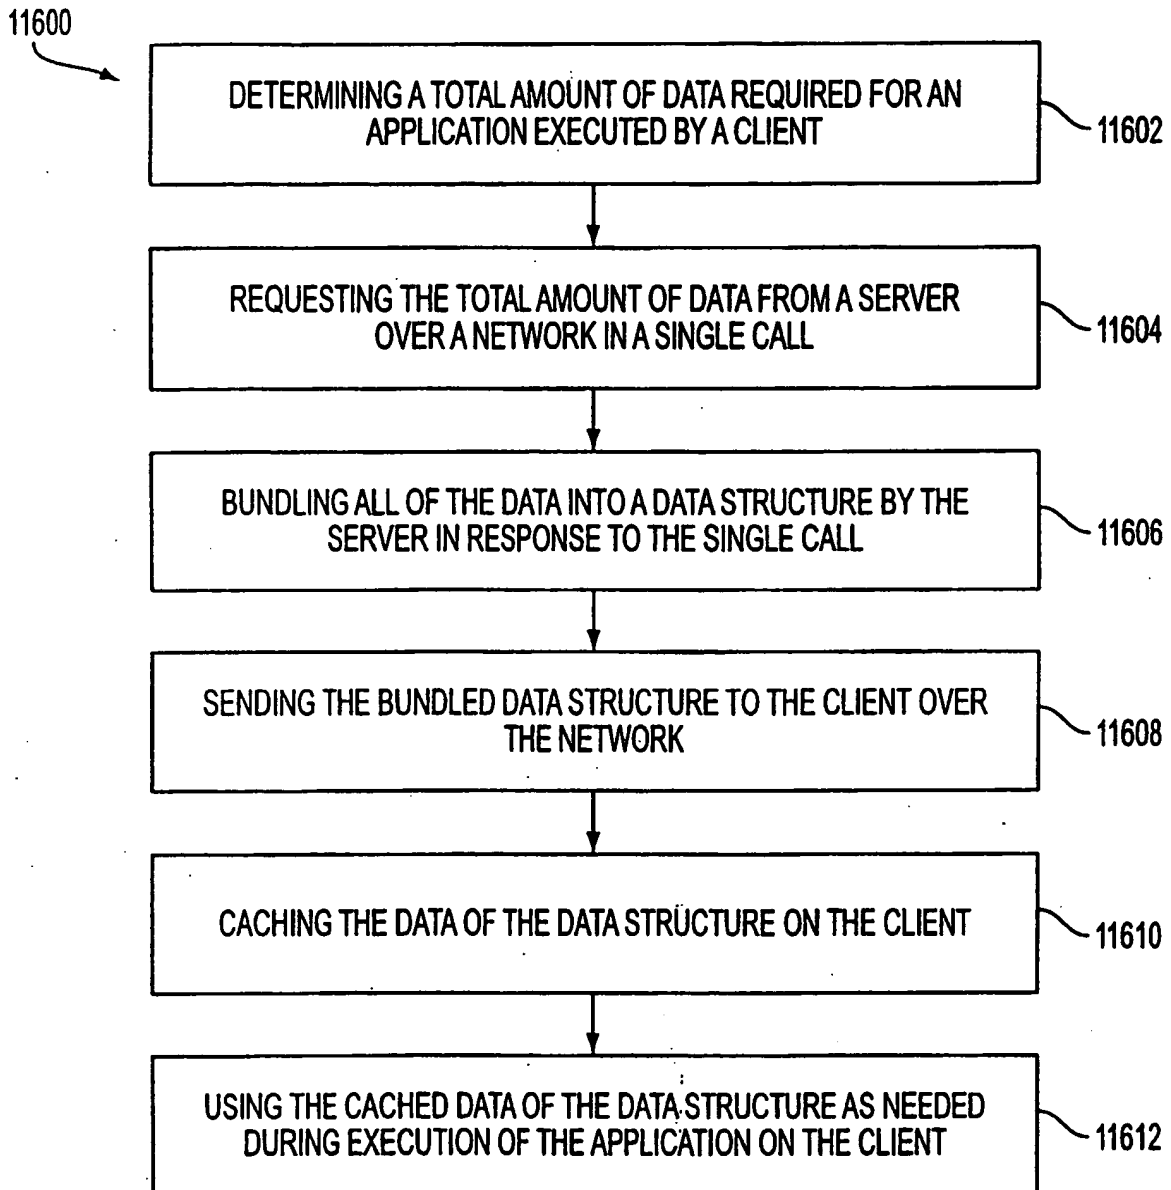 11600
DETERMINING A TOTAL AMOUNT OF DATA REQUIRED FOR AN
APPLICATION EXECUTED BY A CLIENT
11602
REQUESTING THE TOTAL AMOUNT OF DATA FROM A SERVER
OVER A NETWORK IN A SINGLE CALL
11604
BUNDLING ALL OF THE DATA INTO A DATA STRUCTURE BY THE
SERVER IN RESPONSE TO THE SINGLE CALL
11606
SENDING THE BUNDLED DATA STRUCTURE TO THE CLIENT OVER
THE NETWORK
11608
CACHING THE DATA OF THE DATA STRUCTURE ON THE CLIENT
11610
USING THE CACHED DATA OF THE DATA STRUCTURE AS NEEDED
DURING EXECUTION OF THE APPLICATION ON THE CLIENT
11612